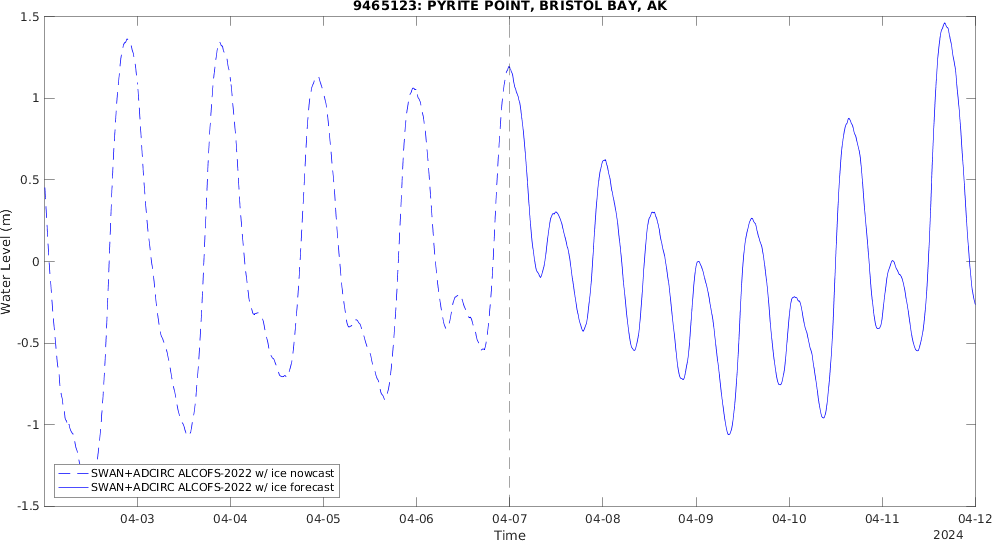 9465123: PYRITE POINT, BRISTOL BAY, AK
1.5
1
0.5
0
-0.5
-1
-1.5
Water Level (m)
SWAN+ADCIRC ALCOFS-2022 w/ ice nowcast
SWAN+ADCIRC ALCOFS-2022 w/ ice forecast
04-03 04-04 04-05 04-06 04-07 04-08 04-09 04-10 04-11 04-12
Time
2024